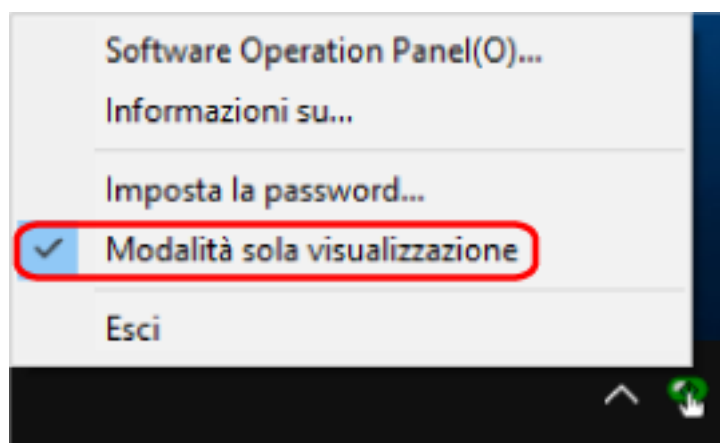 Software Operation Panel(O)...
Informazioni su...
Imposta la password...
Modalità sola visualizzazione
Esci